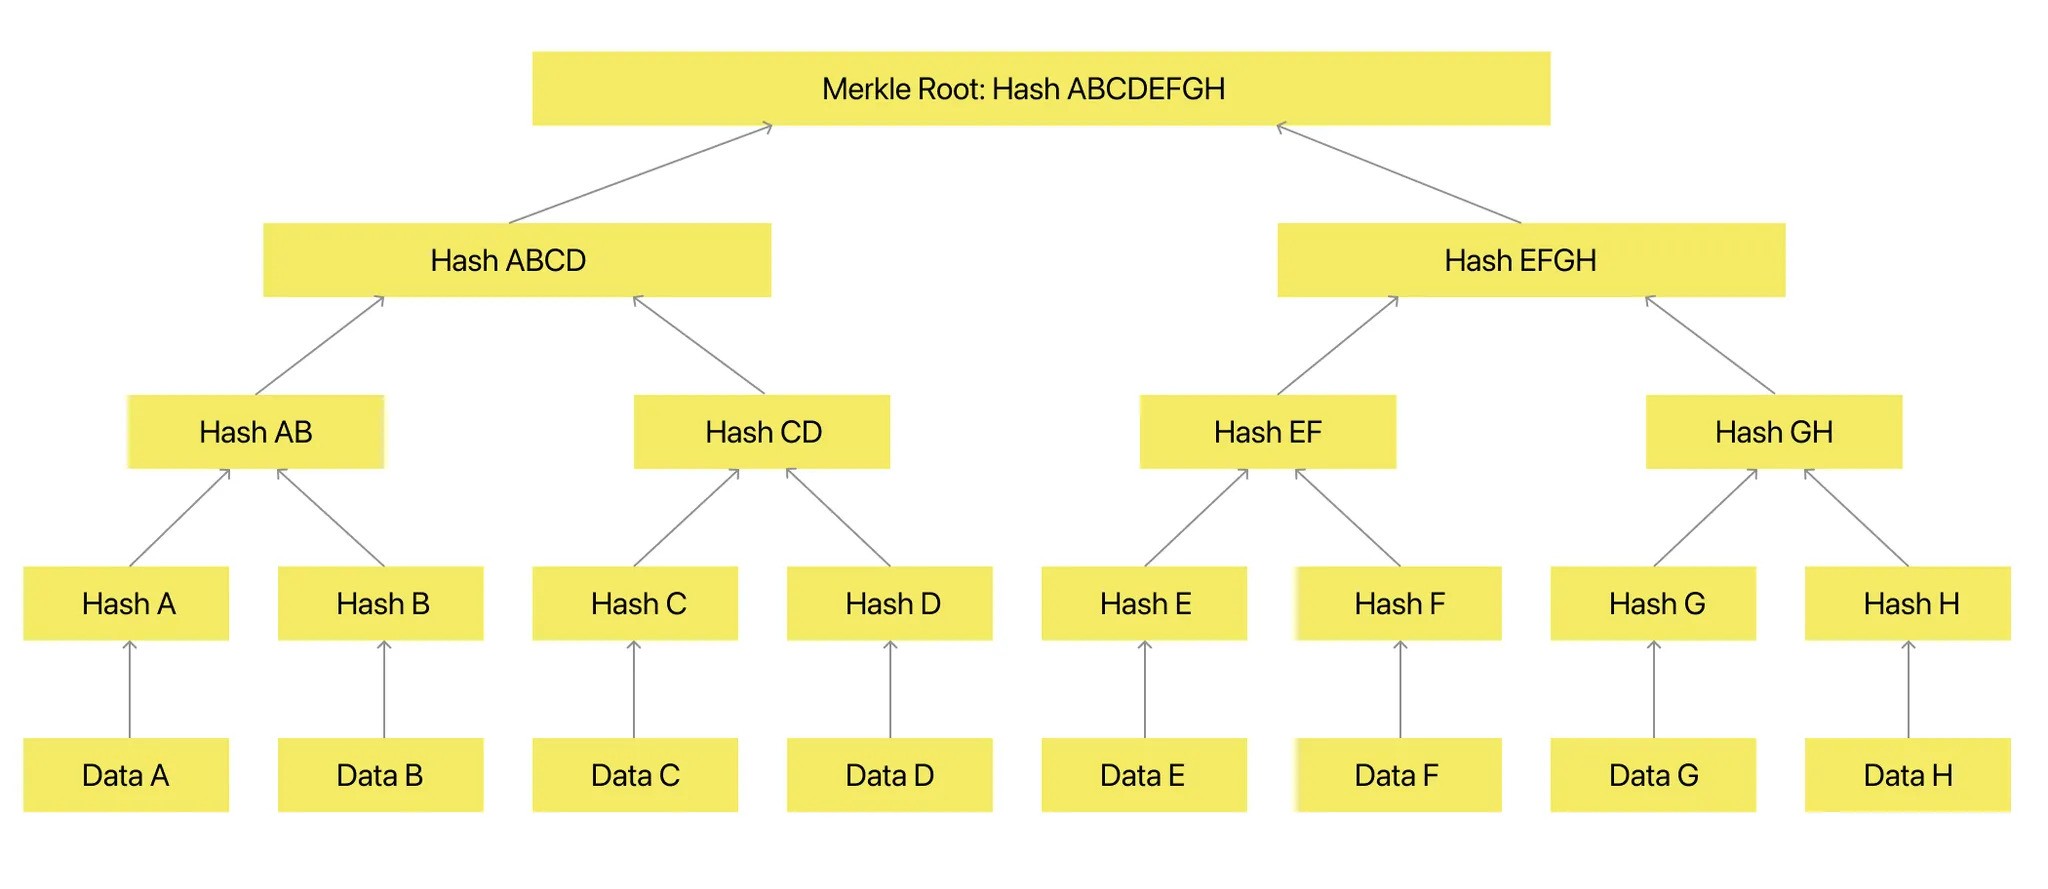 Merkle Root: Hash ABCDEFGH
Hash ABCD
Hash EFGH
Hash AB
Hash CD
Hash EF
Hash GH
Hash A
Hash B
Hash C
Hash D
Hash E
Hash F
Hash G
Hash H
Data A
Data B
Data C
Data D
Data E
Data F
Data G
Data H